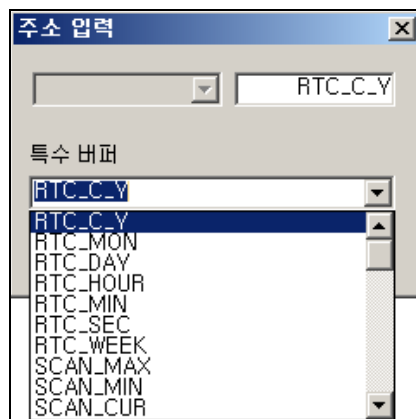 주소 입력
RTC_C_Y
특수 버퍼
RTC_C_Y
RTC_C_Y
RTC_MON
RTC_DAY
RTC_HOUR
RTC_MIN
RTC_SEC
RTC_WEEK
SCAN_MAX
SCAN_MIN
SCAN_CUR